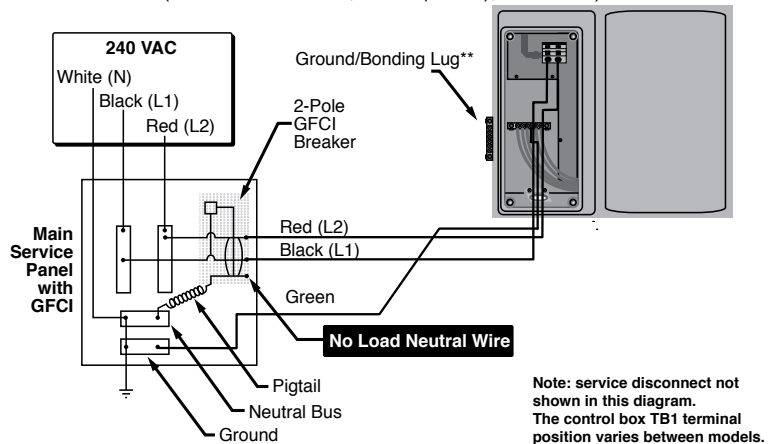 240 VAC
White (N)
Black (L1)
Red (L2)
Ground/Bonding Lug**
2-Pole
GFCI
Breaker
Main
Service
Panel
with
GFCI
Red (L2)
Black (L1)
Green
No Load Neutral Wire
Pigtail
Neutral Bus
Ground
Note: service disconnect not
shown in this diagram.
The control box TB1 terminal
position varies between models.